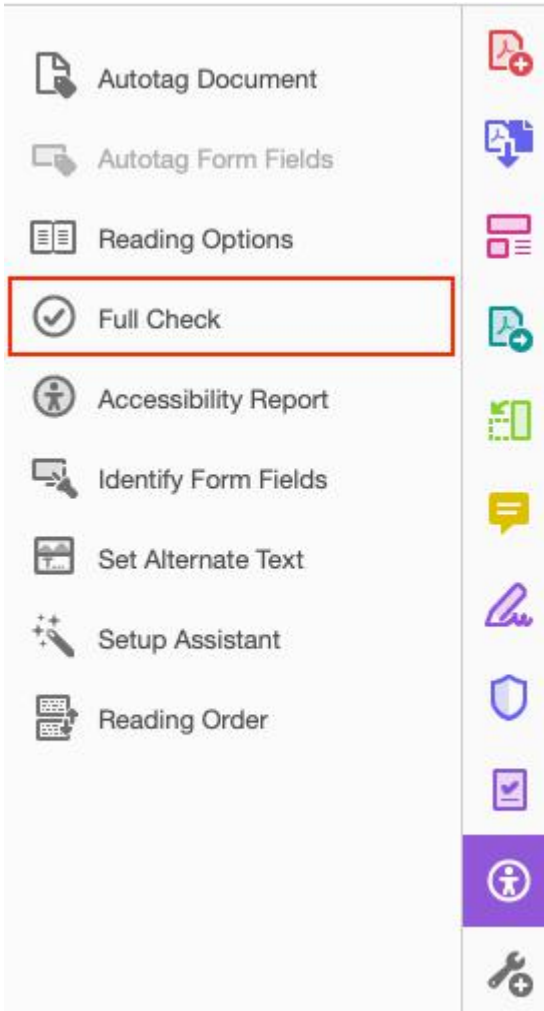 Autotag Document
Autotag Form Fields
Reading Options
Full Check
Accessibility Report
Identify Form Fields
Set Alternate Text
Setup Assistant
Reading Order